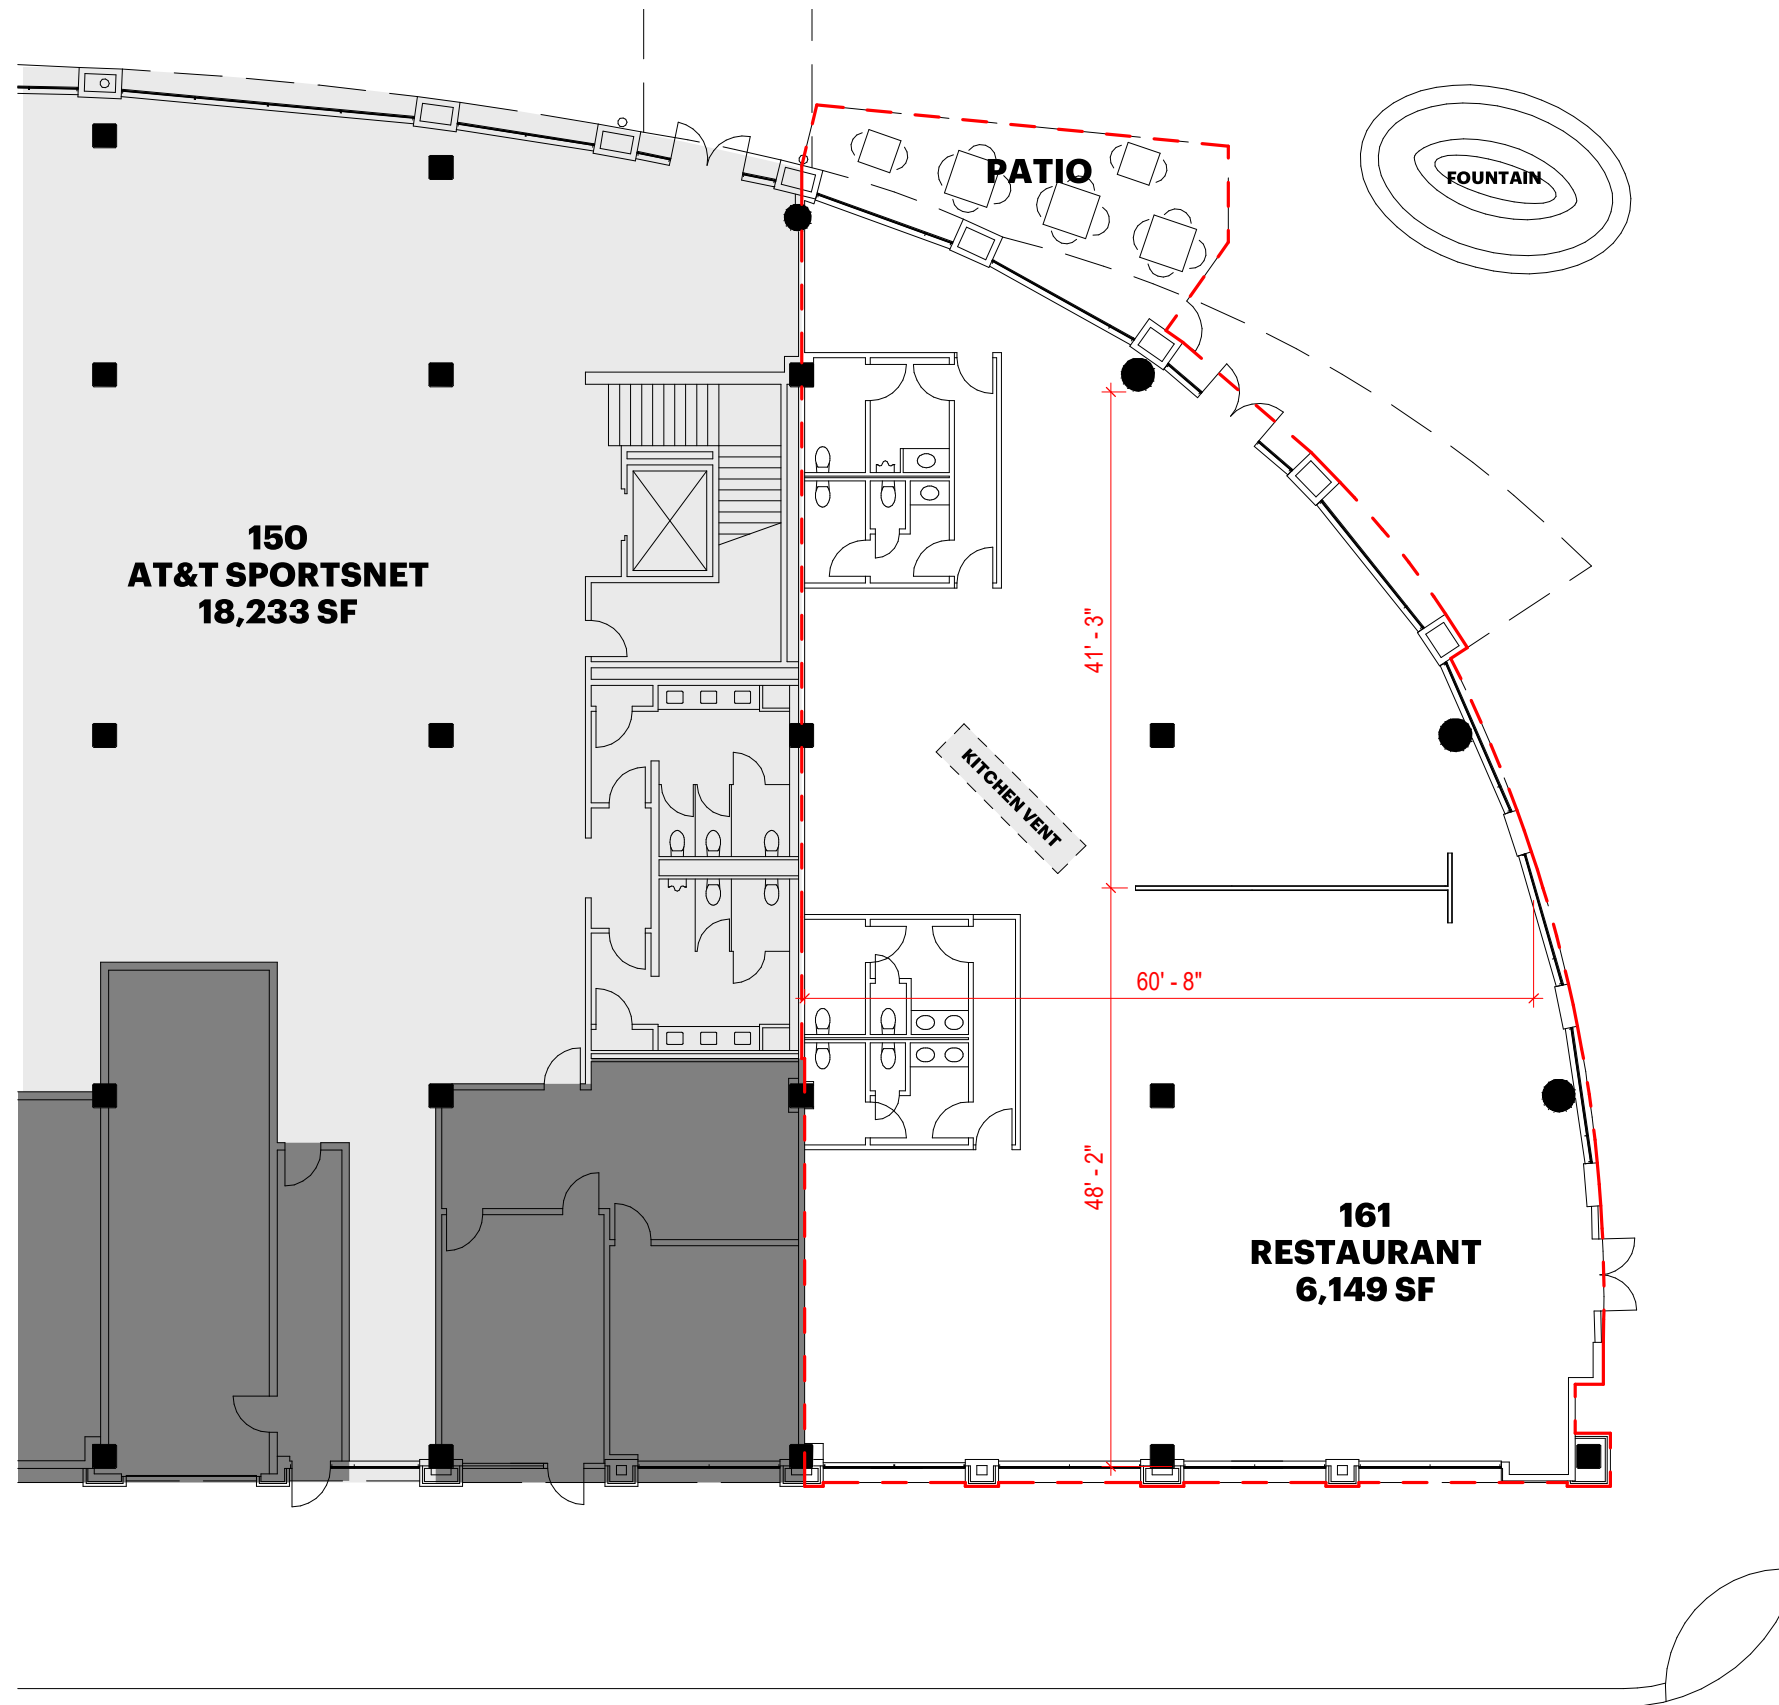 PATIO
FOUNTAIN
150
AT&T SPORTSNET
18,233 SF
41' - 3"
KITCHEN VENT
60' - 8"
48' - 2"
161
RESTAURANT
6,149 SF